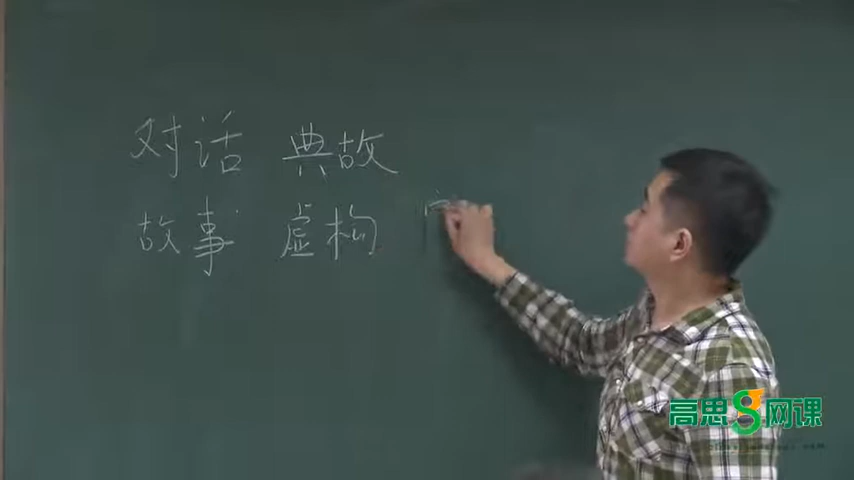 对话 典故
故事 虚构
高思网课